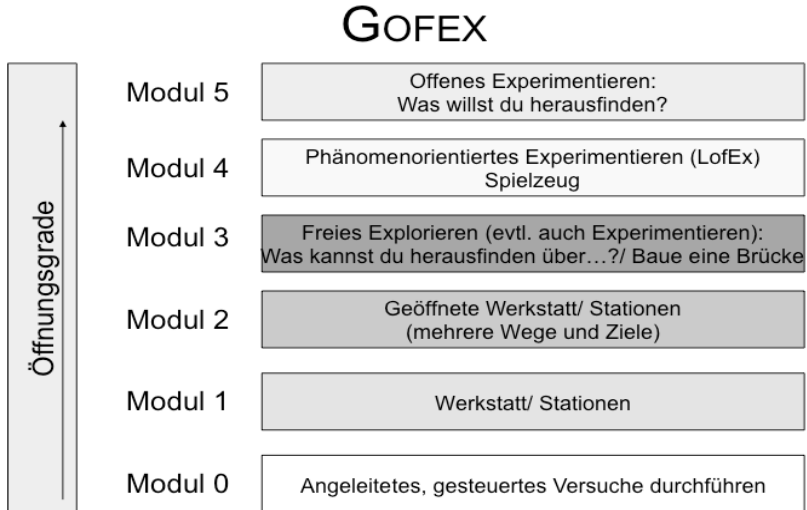 GOFEX
Öffnungsgrade
Modul 5
Offenes Experimentieren:
Was willst du herausfinden?
Modul 4
Phänomenorientiertes Experimentieren (LofEx)
Spielzeug
Modul 3
Freies Explorieren (evtl. auch Experimentieren):
Was kannst du herausfinden über…?/ Baue eine Brücke
Modul 2
Geöffnete Werkstatt/ Stationen
(mehrere Wege und Ziele)
Modul 1
Werkstatt/ Stationen
Modul 0
Angeleitetes, gesteuertes Versuche durchführen